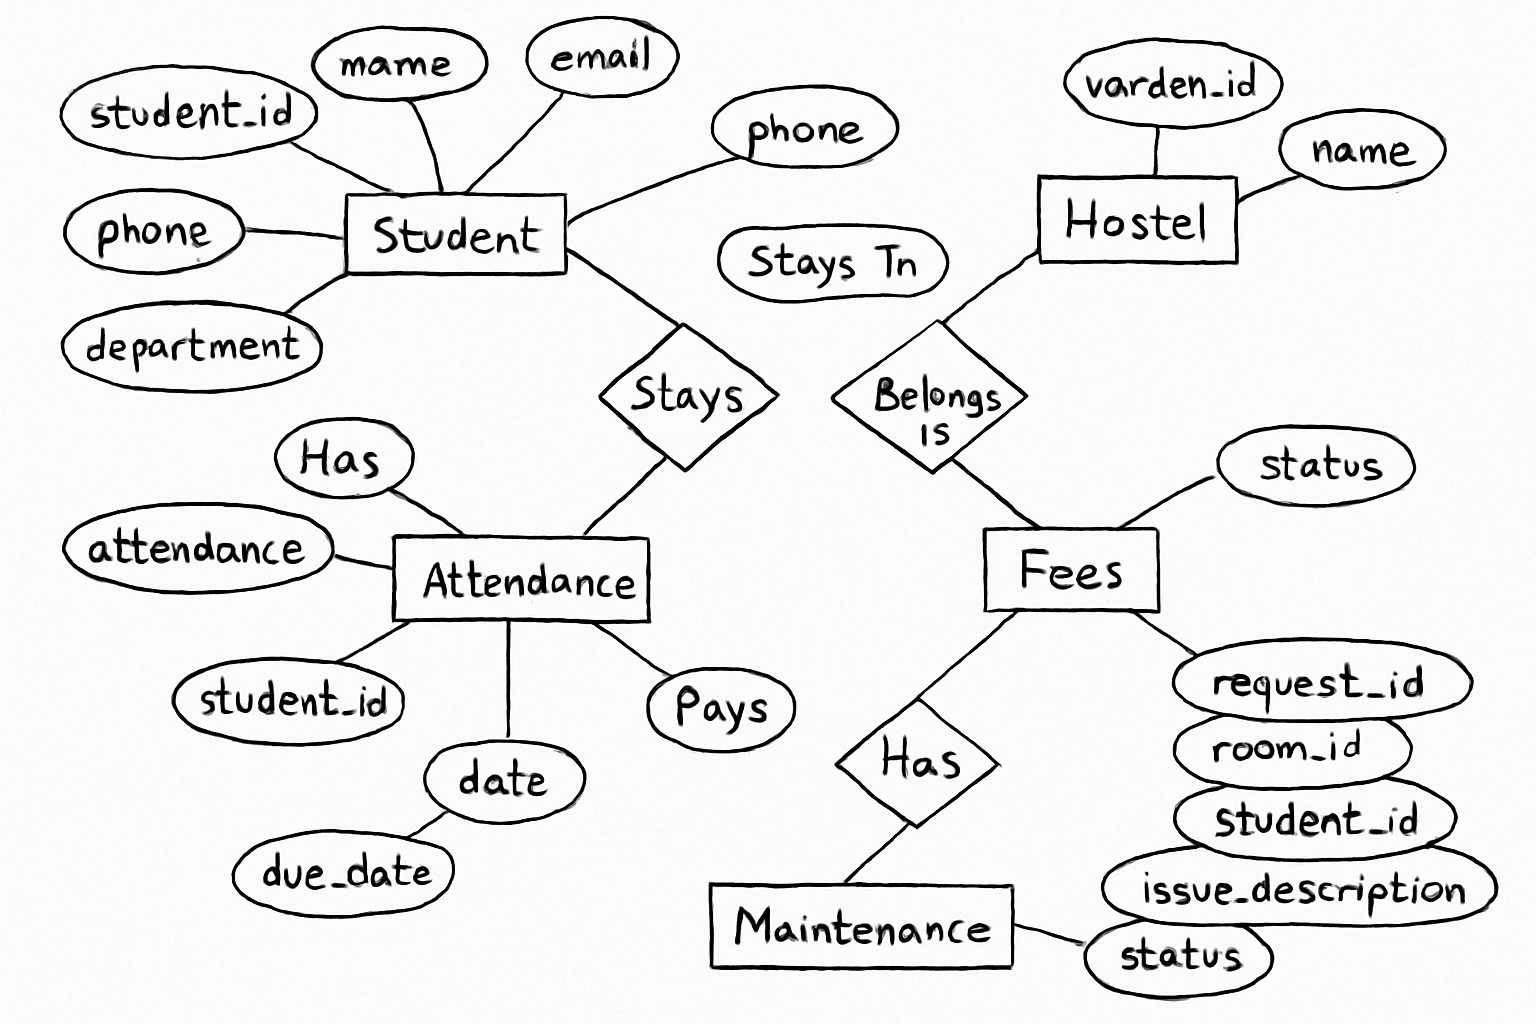 mame
email
student_id
phone
varden_id
name
phone
Student
Hostel
Stays Tn
department
Stays
Belongs
is
Has
status
attendance
Attendance
Fees
student_id
Pays
request_id
room_id
Has
date
student_id
due_date
issue_description
Maintenance
status